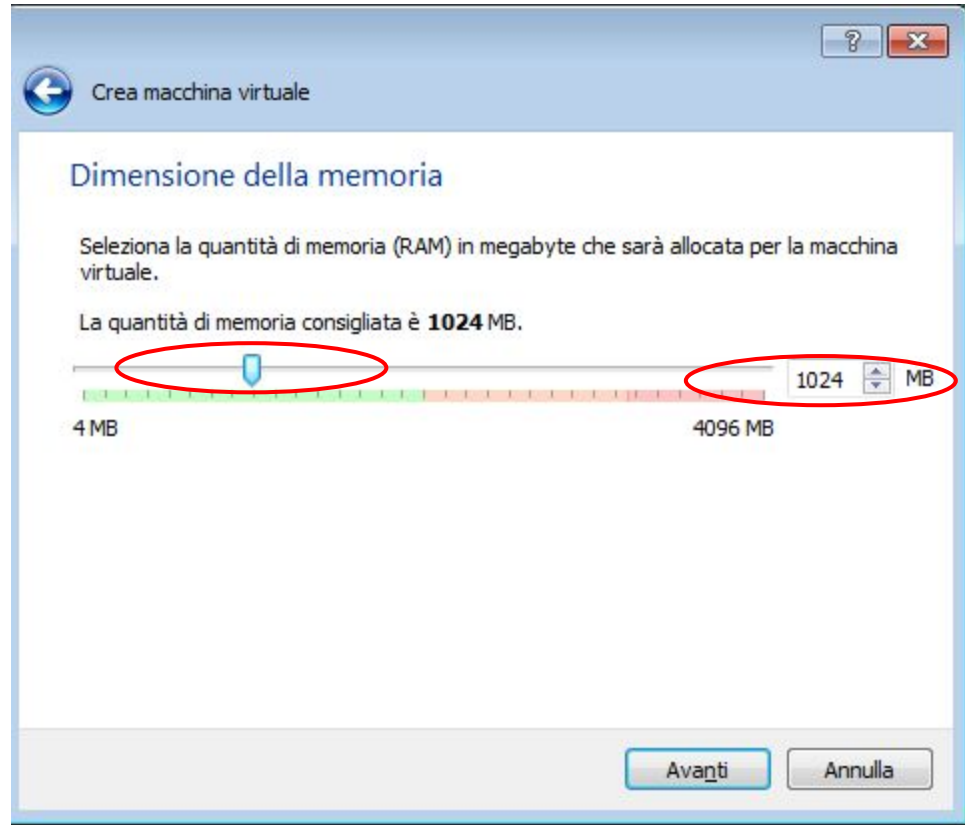 ?
Crea macchina virtuale
Dimensione della memoria
Seleziona la quantità di memoria (RAM) in megabyte che sarà allocata per la macchina
virtuale.
La quantità di memoria consigliata è 1024 MB.
1024 MB
4 MB 4096 MB
Avanti Annulla